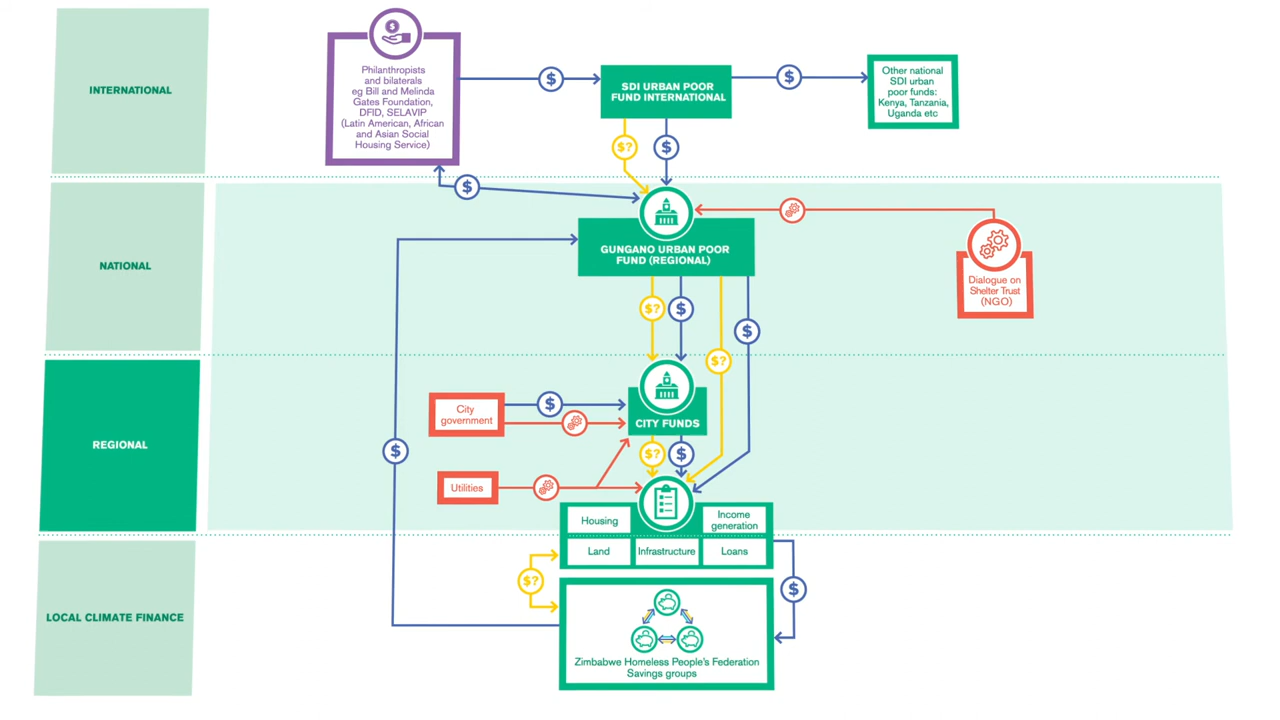 INTERNATIONAL
Philanthropists
and bilaterals
eg Bill and Melinda
Gates Foundation,
DFID, SELAVIP
(Latin American, African
and Asian Social
Housing Service)
$
$
SDI URBAN POOR
FUND INTERNATIONAL
$
Other national
SDI urban
poor funds:
Kenya, Tanzania,
Uganda etc
$?
$
$
NATIONAL
GUNGANO URBAN POOR
FUND (REGIONAL)
Dialogue on
Shelter Trust
(NGO)
$?
$
$
$?
REGIONAL
City
government
$
CITY FUNDS
$
$?
$
Utilities
Housing
Income
generation
Land
Infrastructure
Loans
LOCAL CLIMATE FINANCE
$?
$
Zimbabwe Homeless People's Federation
Savings groups